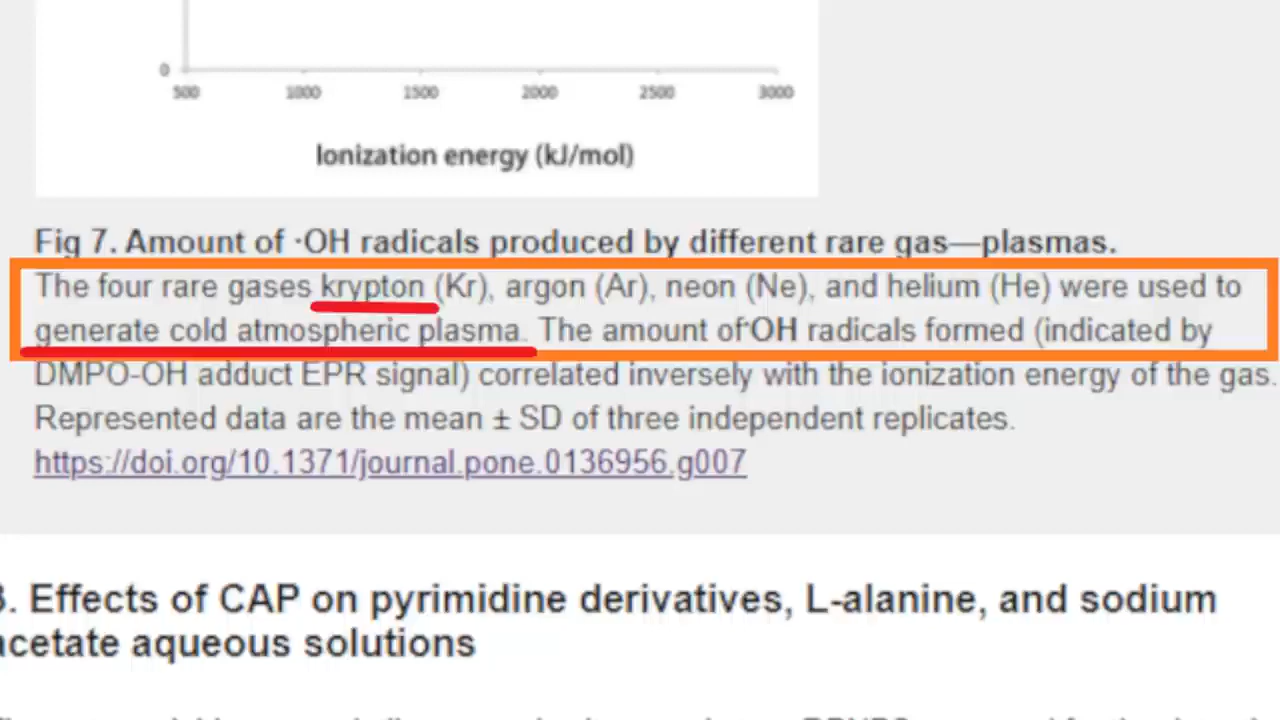 0
500 1000 1500 2000 2500 3000
Ionization energy (kJ/mol)
Fig 7. Amount of ·OH radicals produced by different rare gas—plasmas.
The four rare gases krypton (Kr), argon (Ar), neon (Ne), and helium (He) were used to
generate cold atmospheric plasma. The amount of ·OH radicals formed (indicated by
DMPO-OH adduct EPR signal) correlated inversely with the ionization energy of the gas.
Represented data are the mean ± SD of three independent replicates.
https://doi.org/10.1371/journal.pone.0136956.g007
3. Effects of CAP on pyrimidine derivatives, L-alanine, and sodium
acetate aqueous solutions